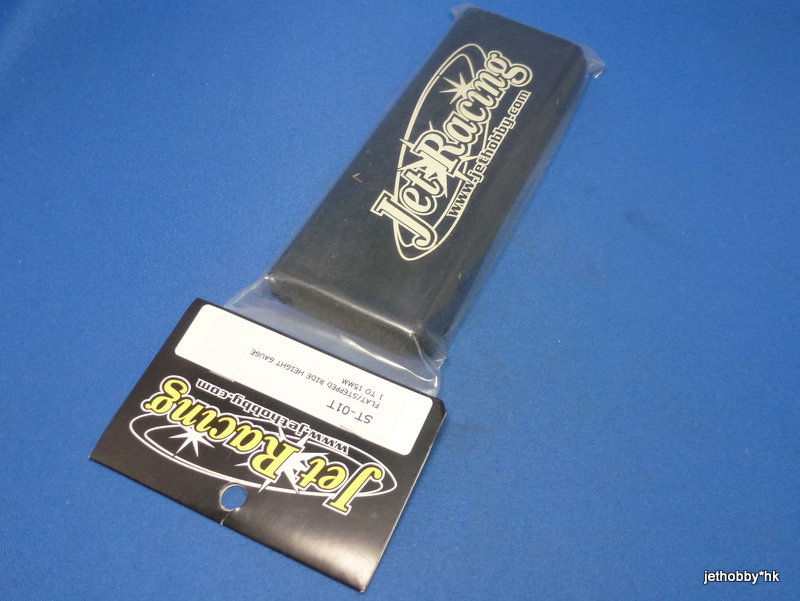 Jet Racing
www.jethobby.com
ST-01T
FLAT/STEPPED RIDE HEIGHT GAUGE
1 TO 15MM
Jet Racing
www.jethobby.com
jethobby*hk